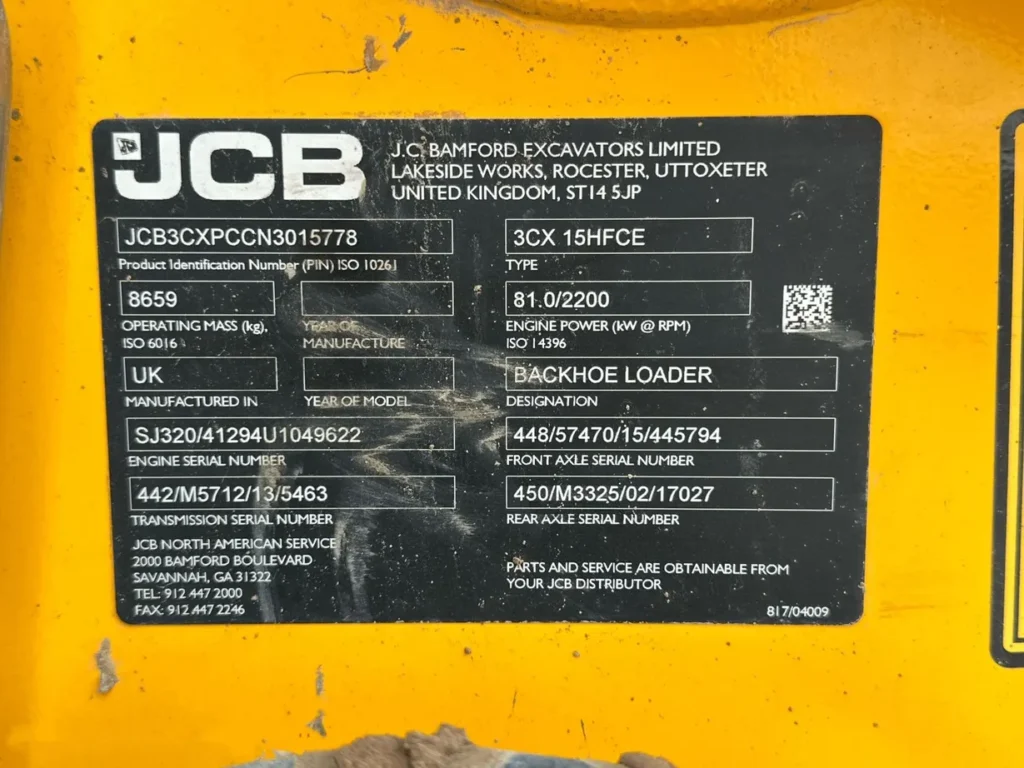 JCB
J.C. BAMFORD EXCAVATORS LIMITED
LAKESIDE WORKS, ROCESTER, UTTOXETER
UNITED KINGDOM, ST14 5JP
JCB3CXPCCN3015778
Product Identification Number (PIN) ISO 10261
3CX 15HFCE
TYPE
8659
OPERATING MASS (kg),
ISO 6016
YEAR OF
MANUFACTURE
81.0/2200
ENGINE POWER (kW @ RPM)
ISO 14396
UK
MANUFACTURED IN
YEAR OF MODEL
BACKHOE LOADER
DESIGNATION
SJ320/41294U1049622
ENGINE SERIAL NUMBER
448/57470/15/445794
FRONT AXLE SERIAL NUMBER
442/M5712/13/5463
TRANSMISSION SERIAL NUMBER
450/M3325/02/17027
REAR AXLE SERIAL NUMBER
JCB NORTH AMERICAN SERVICE
2000 BAMFORD BOULEVARD
SAVANNAH, GA 31322
TEL: 912 447 2000
FAX: 912 447 2246
PARTS AND SERVICE ARE OBTAINABLE FROM
YOUR JCB DISTRIBUTOR
817/04009